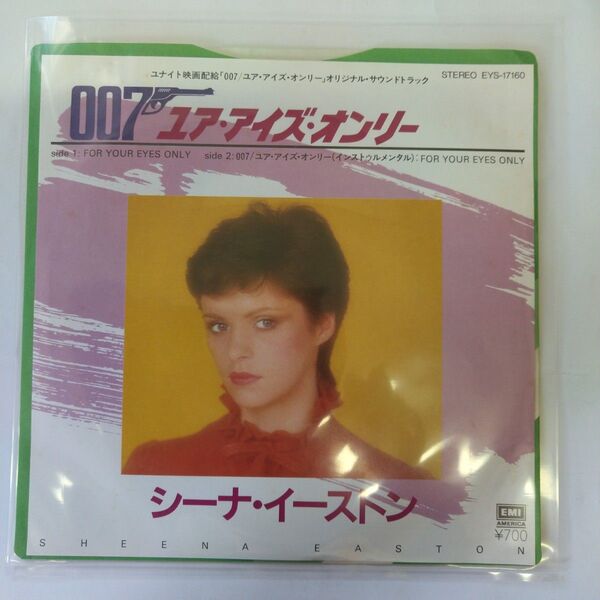 ユナイト映画配給「007/ユア・アイズ・オンリー」オリジナル・サウンドトラック
STEREO EYS-17160
007 ユア・アイズ・オンリー
side 1: FOR YOUR EYES ONLY side 2: 007/ユア・アイズ・オンリー(インストゥルメンタル): FOR YOUR EYES ONLY
シーナ・イーストン
EMI
AMERICA
¥700
SHEENA EASTON